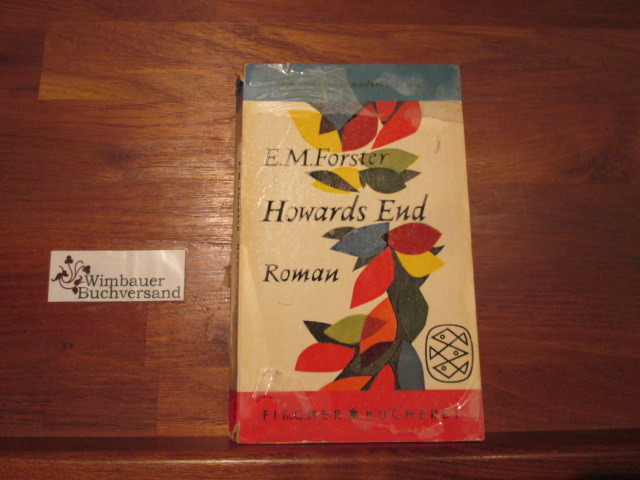 E.M.Forster
Howards End
Roman
FISCHER BÜCHEREI
Wimbauer
Buchversand